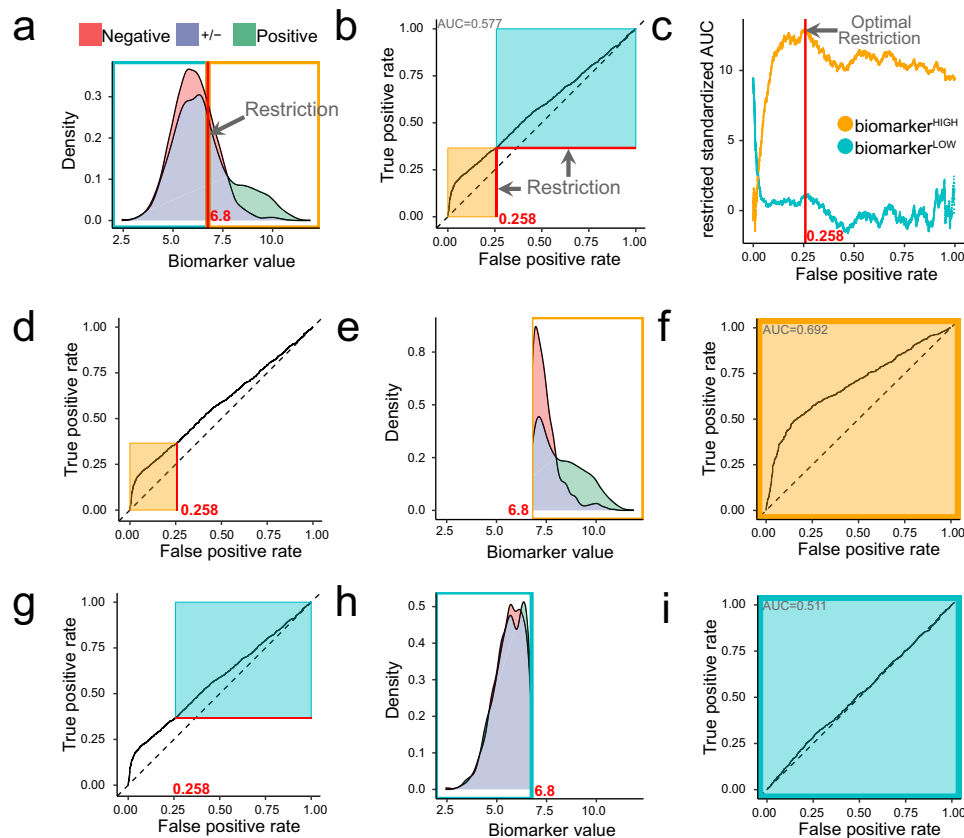 a
Negative
+/−
Positive
Density
0.3
0.2
0.1
0.0
Restriction
6.8
2.5
5.0
7.5
10.0
Biomarker value
b
AUC=0.577
True positive rate
1.00
0.75
0.50
0.25
0.00
Restriction
0.258
0.00
0.25
0.50
0.75
1.00
False positive rate
c
restricted standardized AUC
10
5
0
Optimal
Restriction
biomarkerHIGH
biomarkerLOW
0.258
0.00
0.25
0.50
0.75
1.00
False positive rate
d
True positive rate
1.00
0.75
0.50
0.25
0.00
0.258
0.00
0.25
0.50
0.75
1.00
False positive rate
e
Density
0.8
0.5
0.2
0.0
6.8
2.5
5.0
7.5
10.0
Biomarker value
f
AUC=0.692
True positive rate
1.00
0.75
0.50
0.25
0.00
0.00
0.25
0.50
0.75
1.00
False positive rate
g
True positive rate
1.00
0.75
0.50
0.25
0.00
0.258
0.00
0.25
0.50
0.75
1.00
False positive rate
h
Density
0.5
0.4
0.3
0.2
0.1
0.0
6.8
2.5
5.0
7.5
10.0
Biomarker value
i
AUC=0.511
True positive rate
1.00
0.75
0.50
0.25
0.00
0.00
0.25
0.50
0.75
1.00
False positive rate